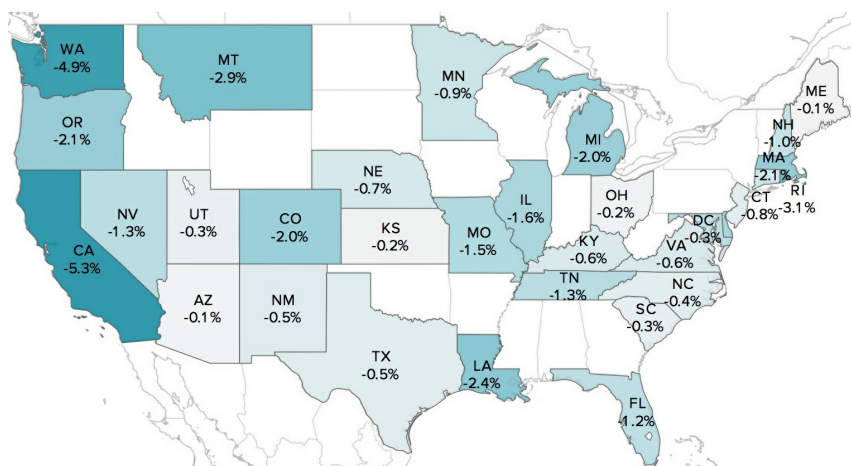 WA
-4.9%
MT
-2.9%
MN
-0.9%
ME
-0.1%
OR
-2.1%
NH
-1.0%
MI
-2.0%
MA
-2.1%
NE
-0.7%
RI
-3.1%
CT
-0.8%
NV
-1.3%
UT
-0.3%
CO
-2.0%
KS
-0.2%
IL
-1.6%
OH
-0.2%
MO
-1.5%
DC
-0.3%
CA
-5.3%
KY
-0.6%
VA
-0.6%
TN
-1.3%
NC
-0.4%
AZ
-0.1%
NM
-0.5%
SC
-0.3%
TX
-0.5%
LA
-2.4%
FL
-1.2%